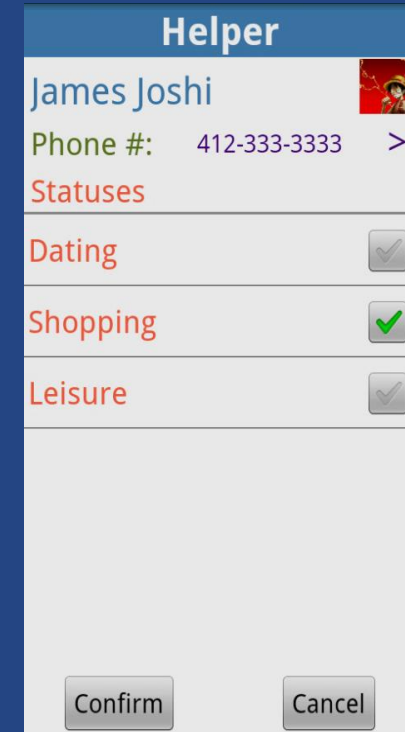 Helper
James Joshi
Phone #: 412-333-3333 >
Statuses
Dating
Shopping
Leisure
Confirm Cancel